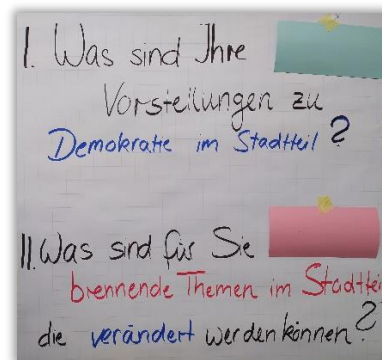 I. Was sind Ihre
Vorstellungen zu
Demokratie im Stadtteil?
II. Was sind für Sie
brennende Themen im Stadtteil
die verändert werden können?